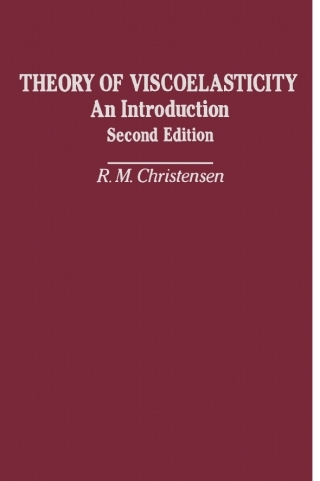 THEORY OF VISCOELASTICITY
An Introduction
Second Edition
R. M. Christensen